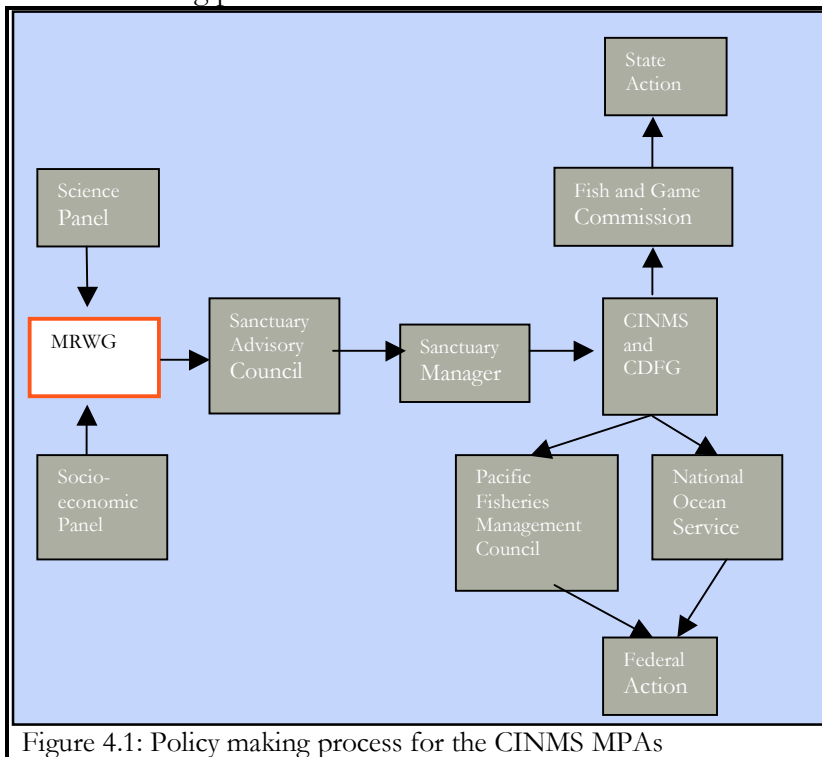 State
Action
Science
Panel
Fish and Game
Commission
MRWG
Sanctuary
Advisory
Council
Sanctuary
Manager
CINMS
and
CDFG
Socio-
economic
Panel
Pacific
Fisheries
Management
Council
National
Ocean
Service
Federal
Action
Figure 4.1: Policy making process for the CINMS MPAs